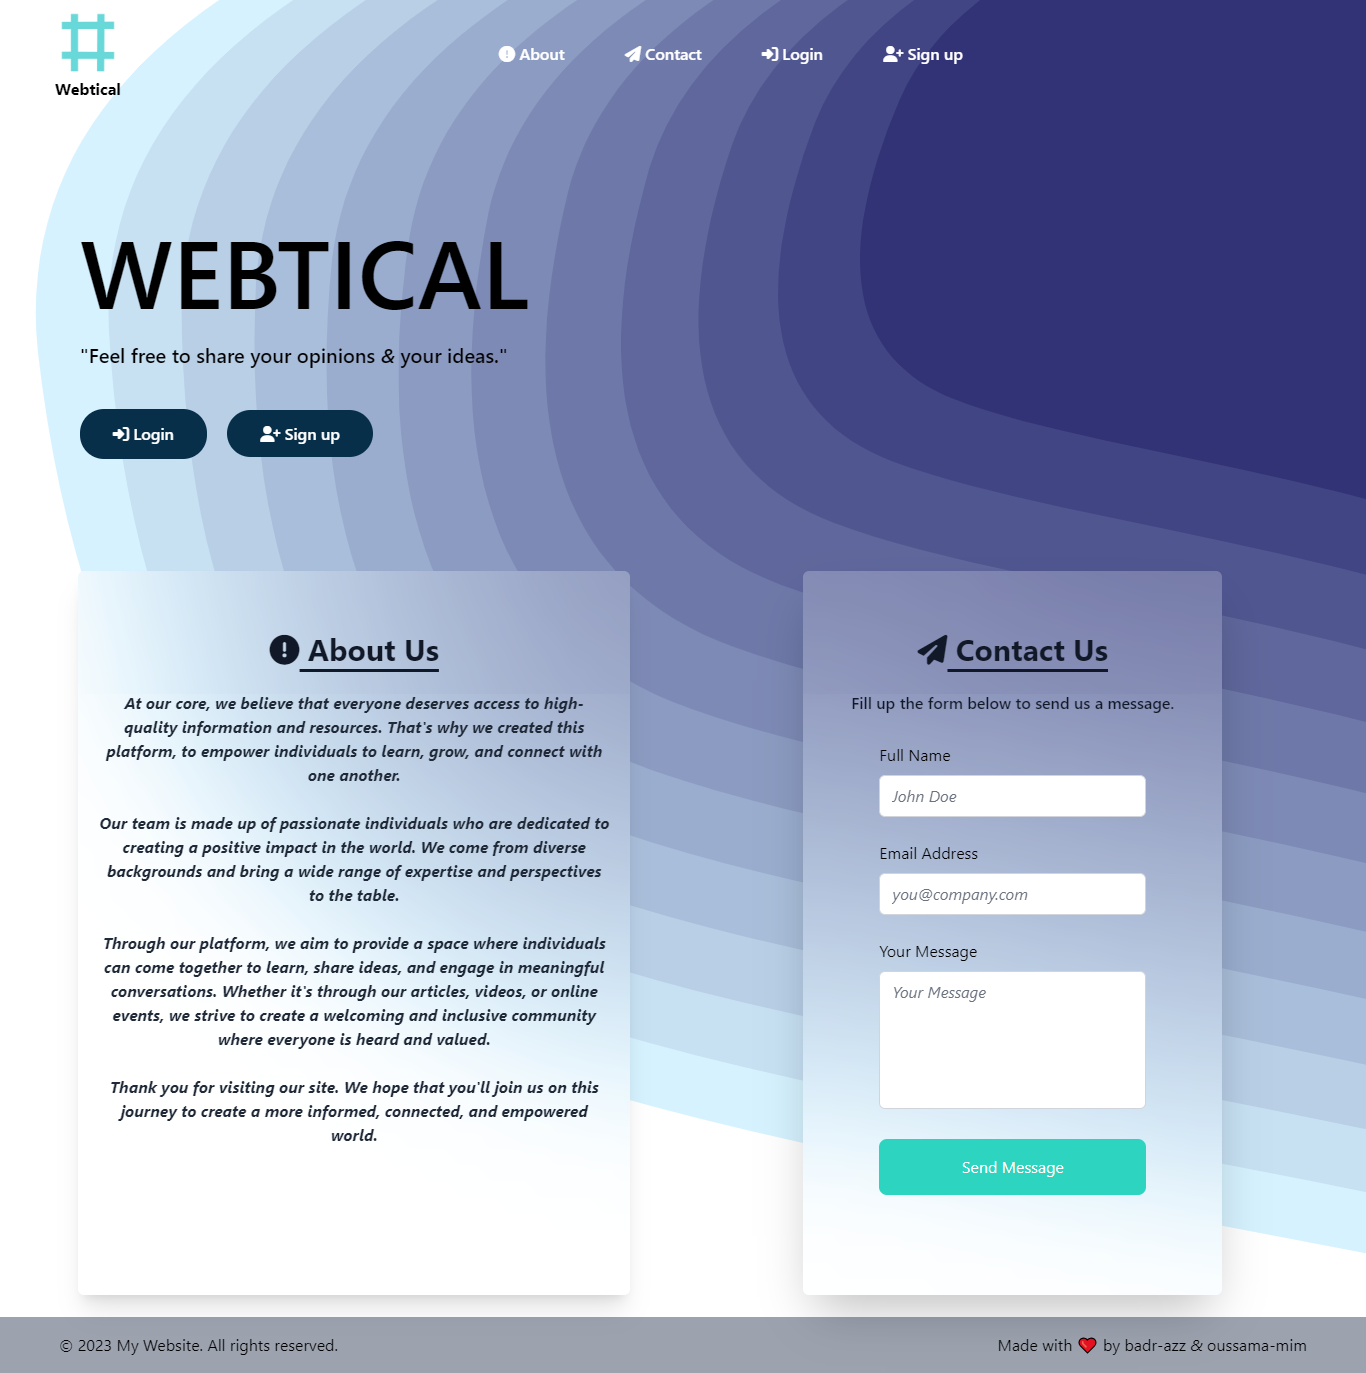 Webtical
About Contact Login Sign up
WEBTICAL
"Feel free to share your opinions & your ideas."
Login Sign up
About Us
At our core, we believe that everyone deserves access to high-
quality information and resources. That's why we created this
platform, to empower individuals to learn, grow, and connect with
one another.
Our team is made up of passionate individuals who are dedicated to
creating a positive impact in the world. We come from diverse
backgrounds and bring a wide range of expertise and perspectives
to the table.
Through our platform, we aim to provide a space where individuals
can come together to learn, share ideas, and engage in meaningful
conversations. Whether it's through our articles, videos, or online
events, we strive to create a welcoming and inclusive community
where everyone is heard and valued.
Thank you for visiting our site. We hope that you'll join us on this
journey to create a more informed, connected, and empowered
world.
Contact Us
Fill up the form below to send us a message.
Full Name
John Doe
Email Address
you@company.com
Your Message
Your Message
Send Message
© 2023 My Website. All rights reserved.
Made with ❤️ by badr-azz & oussama-mim